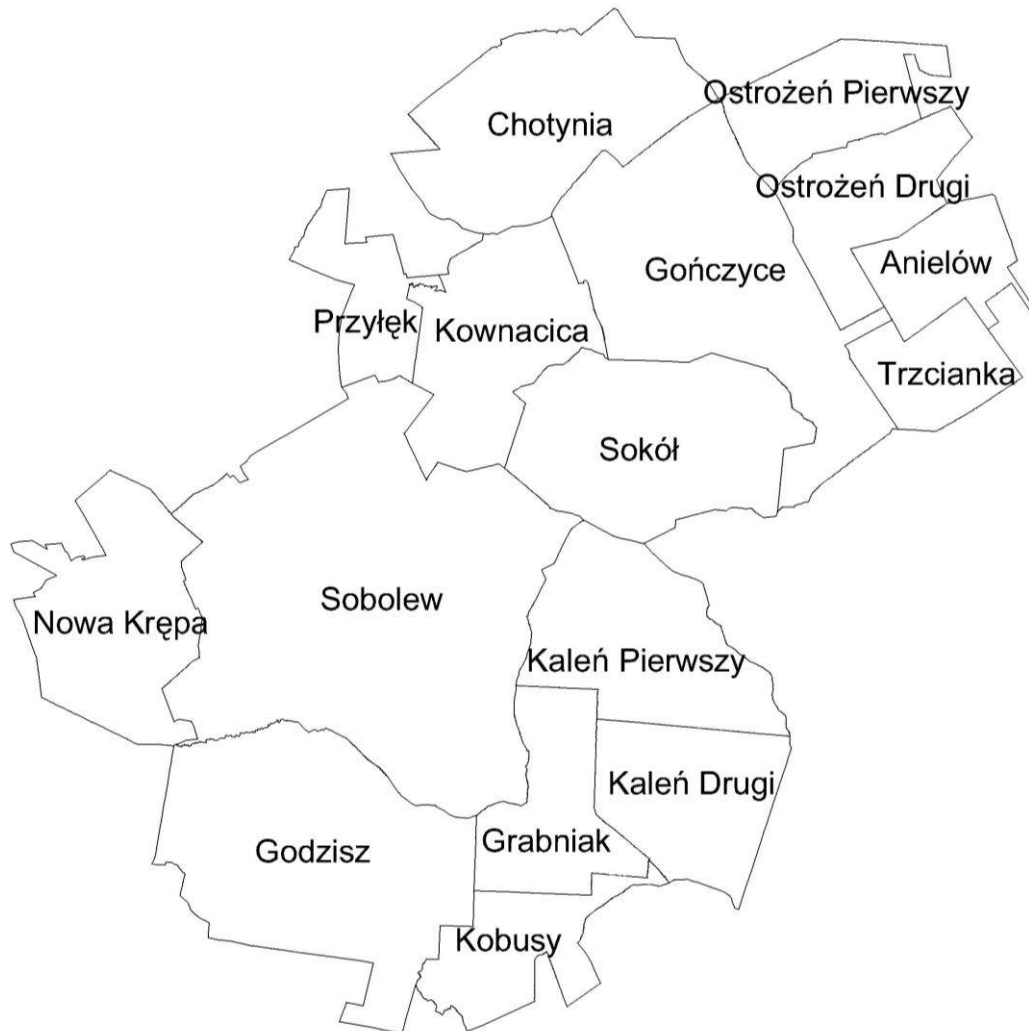 Ostrożeń Pierwszy
Chotynia
Ostrożeń Drugi
Anielów
Gończyce
Przyłęk
Kownacica
Trzcianka
Sokół
Sobolew
Nowa Krępa
Kaleń Pierwszy
Kaleń Drugi
Grabniak
Godzisz
Kobusy